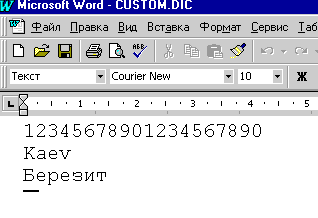 Microsoft Word - CUSTOM.DIC
Файл Правка Вид Вставка Формат Сервис Таб
Текст Courier New 10 Ж
1 2 3 4 5
12345678901234567890
Kaev
Березит